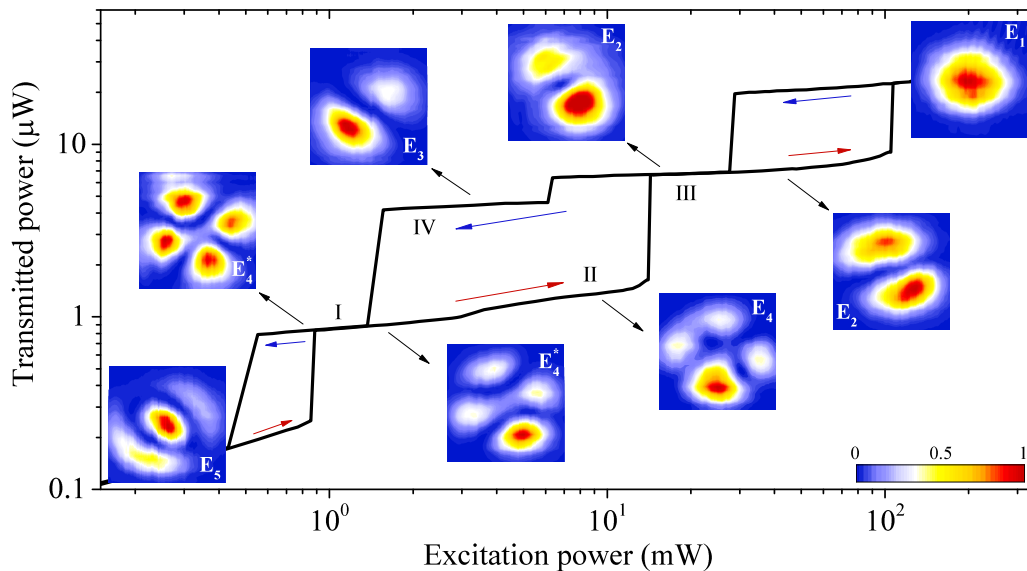 E1
E2
E3
10
III
IV
E4*
II
E2
I
1
E4
E4*
E5
0
0.5
1
0.1
10^0
10^1
10^2
Transmitted power (μW)
Excitation power (mW)